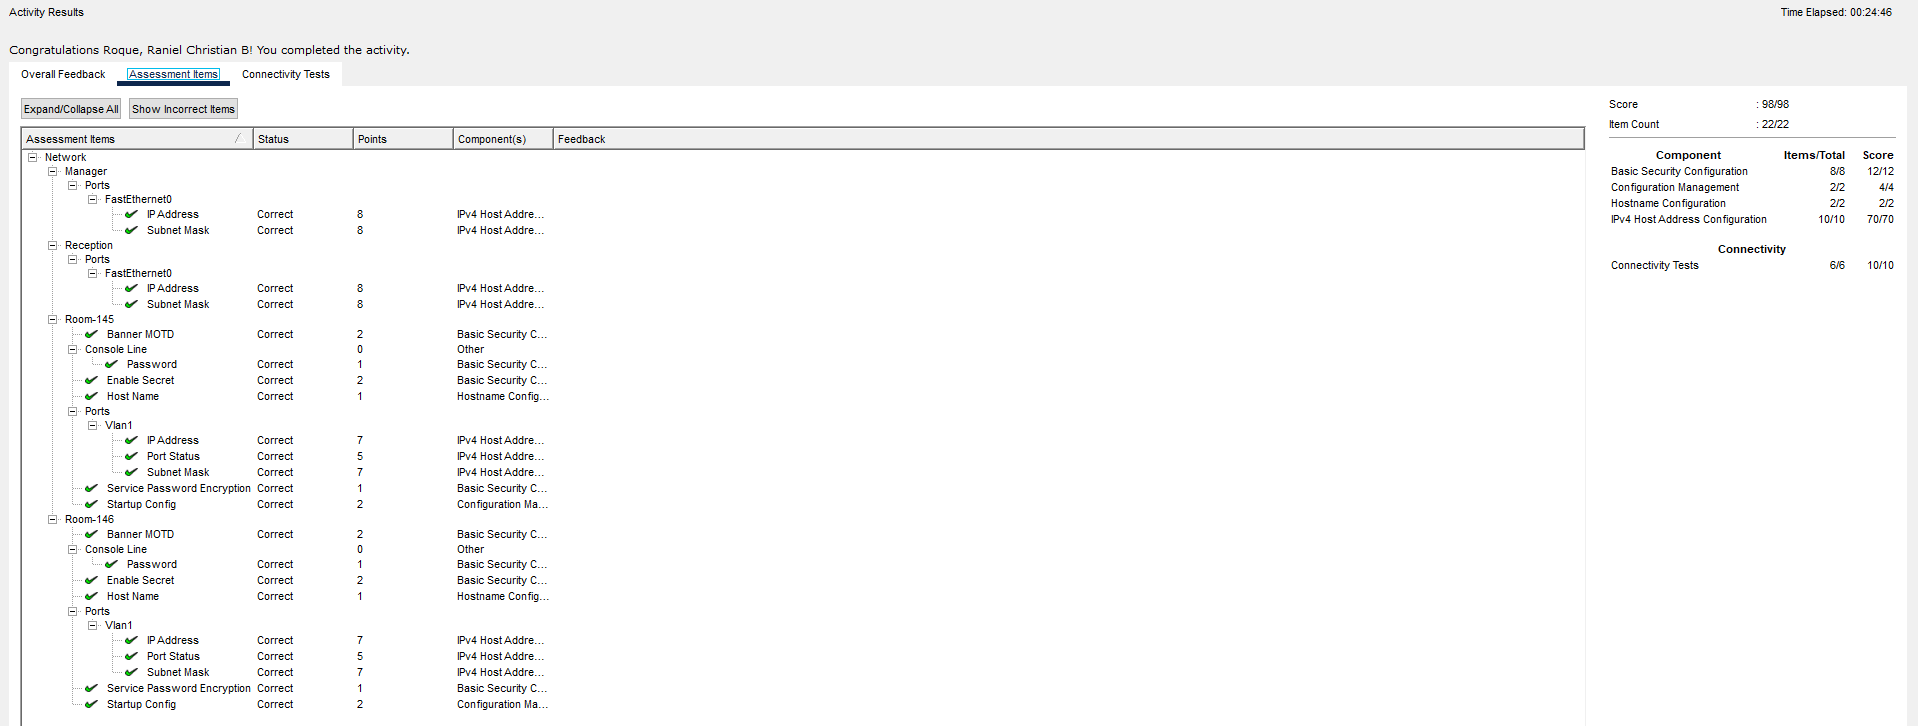 Activity Results Time Elapsed: 00:24:46
Congratulations Roque, Raniel Christian B! You completed the activity.
Overall Feedback Assessment Items Connectivity Tests
Expand/Collapse All Show Incorrect Items
Assessment Items Status Points Component(s) Feedback
Network
Manager
Ports
FastEthernet0
IP Address Correct 8 IPv4 Host Addre...
Subnet Mask Correct 8 IPv4 Host Addre...
Reception
Ports
FastEthernet0
IP Address Correct 8 IPv4 Host Addre...
Subnet Mask Correct 8 IPv4 Host Addre...
Room-145
Banner MOTD Correct 2 Basic Security C...
Console Line 0 Other
Password Correct 1 Basic Security C...
Enable Secret Correct 2 Basic Security C...
Host Name Correct 1 Hostname Config...
Ports
Vlan1
IP Address Correct 7 IPv4 Host Addre...
Port Status Correct 5 IPv4 Host Addre...
Subnet Mask Correct 7 IPv4 Host Addre...
Service Password Encryption Correct 1 Basic Security C...
Startup Config Correct 2 Configuration Ma...
Room-146
Banner MOTD Correct 2 Basic Security C...
Console Line 0 Other
Password Correct 1 Basic Security C...
Enable Secret Correct 2 Basic Security C...
Host Name Correct 1 Hostname Config...
Ports
Vlan1
IP Address Correct 7 IPv4 Host Addre...
Port Status Correct 5 IPv4 Host Addre...
Subnet Mask Correct 7 IPv4 Host Addre...
Service Password Encryption Correct 1 Basic Security C...
Startup Config Correct 2 Configuration Ma...
Score : 98/98
Item Count : 22/22
Component Items/Total Score
Basic Security Configuration 8/8 12/12
Configuration Management 2/2 4/4
Hostname Configuration 2/2 2/2
IPv4 Host Address Configuration 10/10 70/70
Connectivity
Connectivity Tests 6/6 10/10